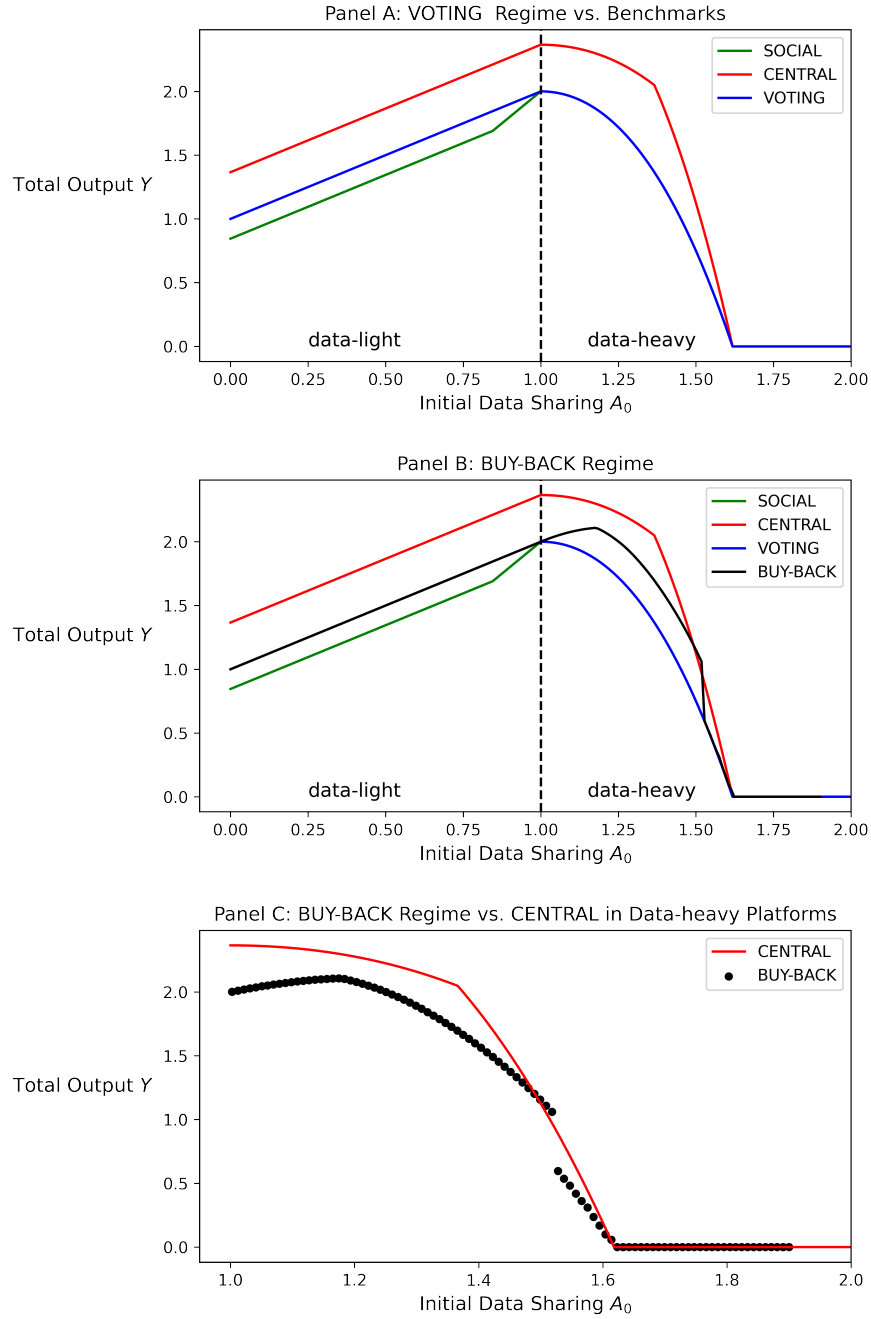 Panel A: VOTING  Regime vs. Benchmarks
SOCIAL
CENTRAL
VOTING
Total Output Y
2.0
1.5
1.0
0.5
0.0
data-light
data-heavy
0.00 0.25 0.50 0.75 1.00 1.25 1.50 1.75 2.00
Initial Data Sharing A₀
Panel B: BUY-BACK Regime
SOCIAL
CENTRAL
VOTING
BUY-BACK
Total Output Y
2.0
1.5
1.0
0.5
0.0
data-light
data-heavy
0.00 0.25 0.50 0.75 1.00 1.25 1.50 1.75 2.00
Initial Data Sharing A₀
Panel C: BUY-BACK Regime vs. CENTRAL in Data-heavy Platforms
CENTRAL
BUY-BACK
Total Output Y
2.0
1.5
1.0
0.5
0.0
1.0 1.2 1.4 1.6 1.8 2.0
Initial Data Sharing A₀